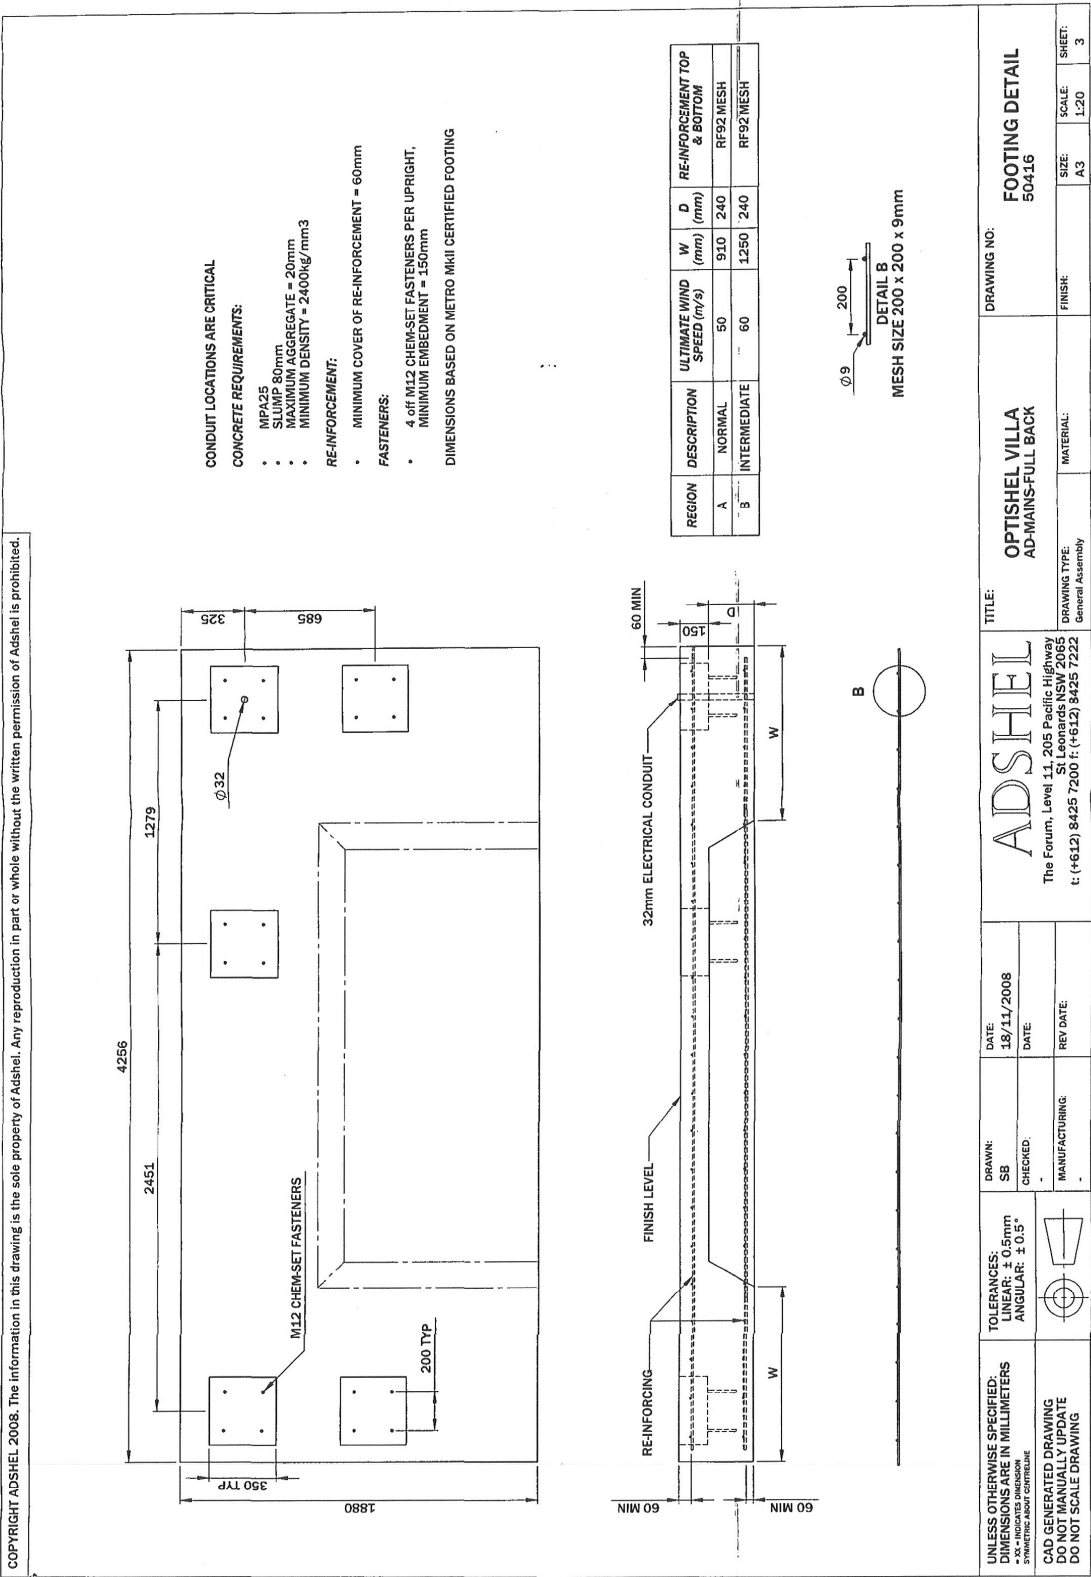 COPYRIGHT ADSHEL 2008. The information in this drawing is the sole property of Adshel. Any reproduction in part or whole without the written permission of Adshel is prohibited.
4256
2451
1279
325
685
Ø32
M12 CHEM-SET FASTENERS
350 TYP
200 TYP
1880
CONDUIT LOCATIONS ARE CRITICAL
CONCRETE REQUIREMENTS:
• MPA25
• SLUMP 80mm
• MAXIMUM AGGREGATE = 20mm
• MINIMUM DENSITY = 2400kg/mm3
RE-INFORCEMENT:
• MINIMUM COVER OF RE-INFORCEMENT = 60mm
FASTENERS:
• 4 off M12 CHEM-SET FASTENERS PER UPRIGHT,
MINIMUM EMBEDMENT = 150mm
DIMENSIONS BASED ON METRO MKII CERTIFIED FOOTING
RE-INFORCING
FINISH LEVEL
32mm ELECTRICAL CONDUIT
60 MIN
150
D
60 MIN
60 MIN
W
W
B
REGION DESCRIPTION ULTIMATE WIND SPEED (m/s) W (mm) D (mm) RE-INFORCEMENT TOP & BOTTOM
A NORMAL 50 910 240 RF92 MESH
B INTERMEDIATE 60 1250 240 RF92 MESH
200
Ø9
DETAIL B
MESH SIZE 200 x 200 x 9mm
UNLESS OTHERWISE SPECIFIED:
DIMENSIONS ARE IN MILLIMETERS
• XX • INDICATES DIMENSION
SYMMETRIC ABOUT CENTRELINE
CAD GENERATED DRAWING
DO NOT MANUALLY UPDATE
DO NOT SCALE DRAWING
TOLERANCES:
LINEAR: ± 0.5mm
ANGULAR: ± 0.5°
DRAWN:
SB
DATE:
18/11/2008
CHECKED:
-
DATE:
MANUFACTURING:
-
REV DATE:
ADSHEL
The Forum, Level 11, 205 Pacific Highway
St Leonards NSW 2065
t: (+612) 8425 7200 f: (+612) 8425 7222
TITLE:
OPTISHEL VILLA
AD-MAINS-FULL BACK
DRAWING TYPE:
General Assembly
MATERIAL:
DRAWING NO:
FOOTING DETAIL
50416
FINISH:
SIZE:
A3
SCALE:
1:20
SHEET:
3